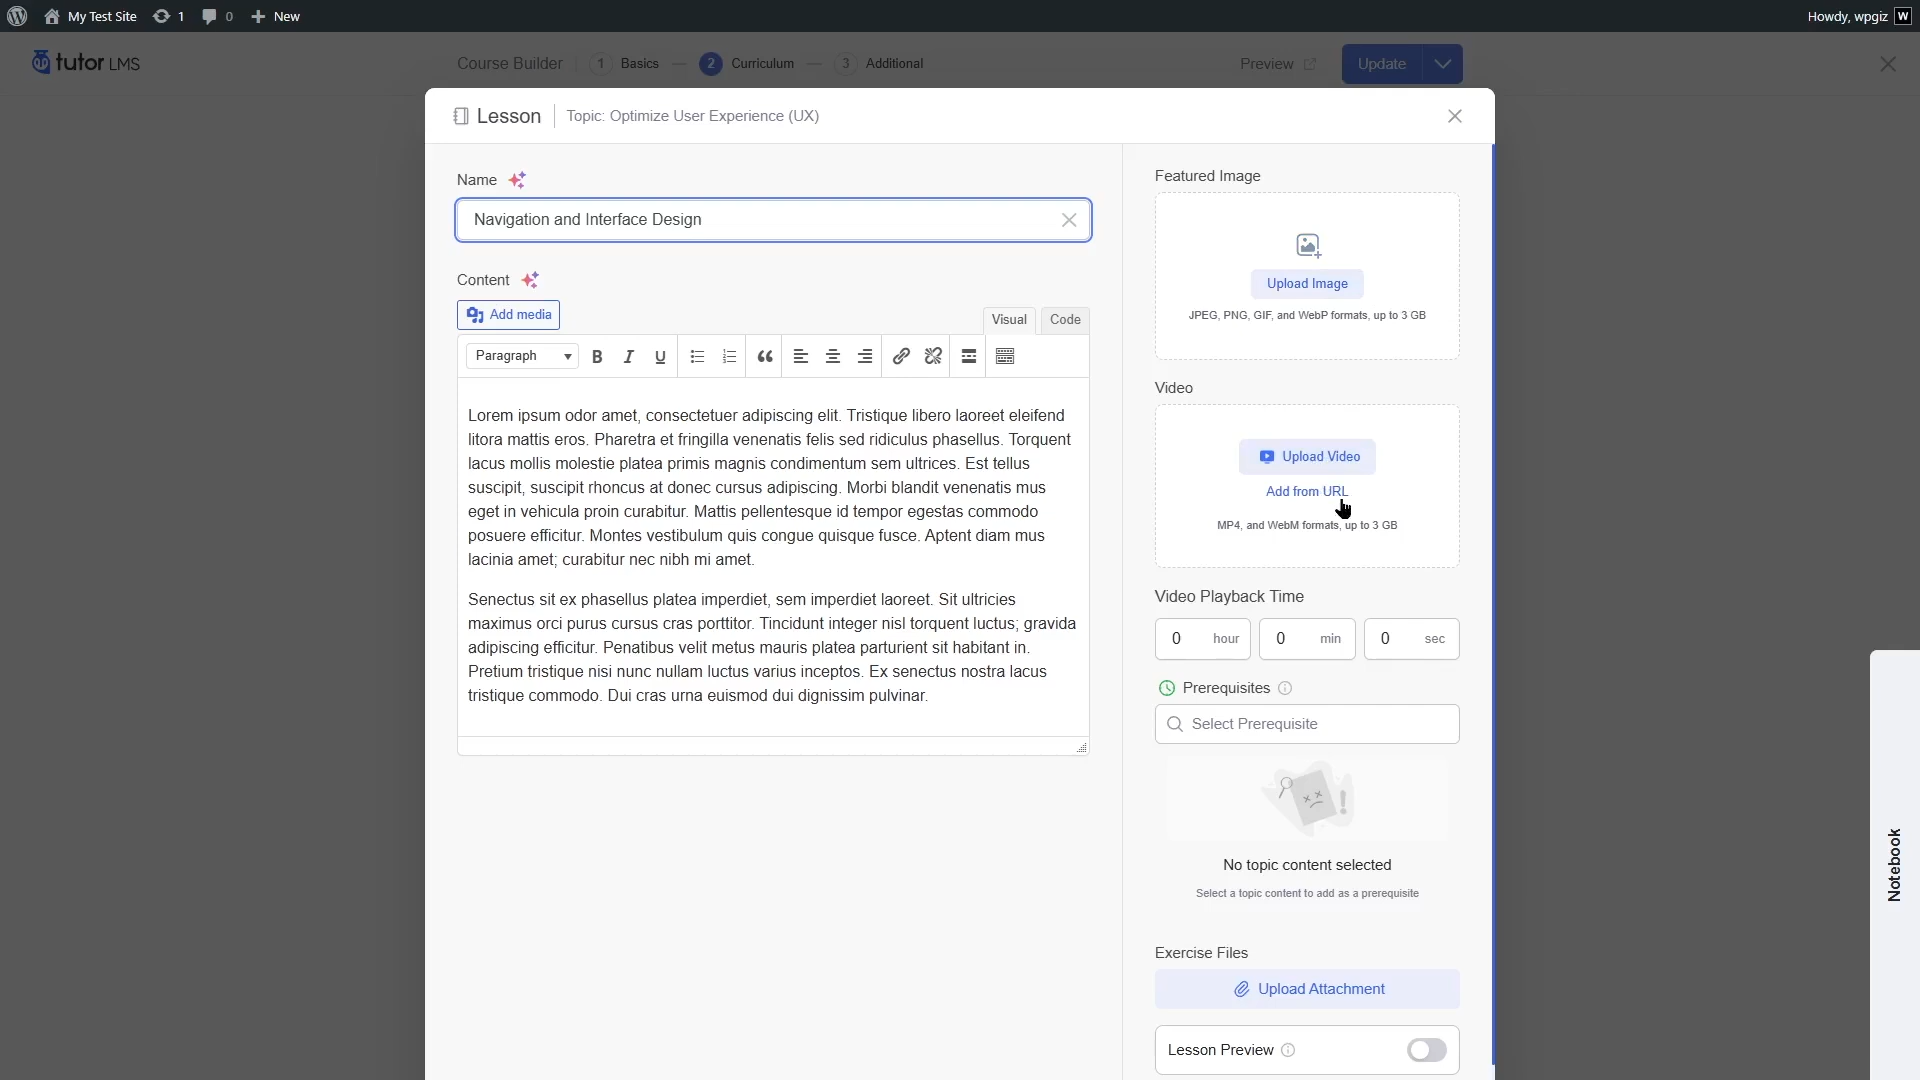 My Test Site 1 0 New Howdy, wpgiz W
tutor LMS Course Builder 1 Basics 2 Curriculum 3 Additional Preview Update
Lesson Topic: Optimize User Experience (UX)
Name
Navigation and Interface Design
Content
Add media
Visual Code
Paragraph B I U
Lorem ipsum odor amet, consectetuer adipiscing elit. Tristique libero laoreet eleifend
litora mattis eros. Pharetra et fringilla venenatis felis sed ridiculus phasellus. Torquent
lacus mollis molestie platea primis magnis condimentum sem ultrices. Est tellus
suscipit, suscipit rhoncus at donec cursus adipiscing. Morbi blandit venenatis mus
eget in vehicula proin curabitur. Mattis pellentesque id tempor egestas commodo
posuere efficitur. Montes vestibulum quis congue quisque fusce. Aptent diam mus
lacinia amet; curabitur nec nibh mi amet.
Senectus sit ex phasellus platea imperdiet, sem imperdiet laoreet. Sit ultricies
maximus orci purus cursus cras porttitor. Tincidunt integer nisl torquent luctus; gravida
adipiscing efficitur. Penatibus velit metus mauris platea parturient sit habitant in.
Pretium tristique nisi nunc nullam luctus varius inceptos. Ex senectus nostra lacus
tristique commodo. Dui cras urna euismod dui dignissim pulvinar.
Featured Image
Upload Image
JPEG, PNG, GIF, and WebP formats, up to 3 GB
Video
Upload Video
Add from URL
MP4, and WebM formats, up to 3 GB
Video Playback Time
0 hour 0 min 0 sec
Prerequisites
Select Prerequisite
No topic content selected
Select a topic content to add as a prerequisite
Exercise Files
Upload Attachment
Lesson Preview
Notebook